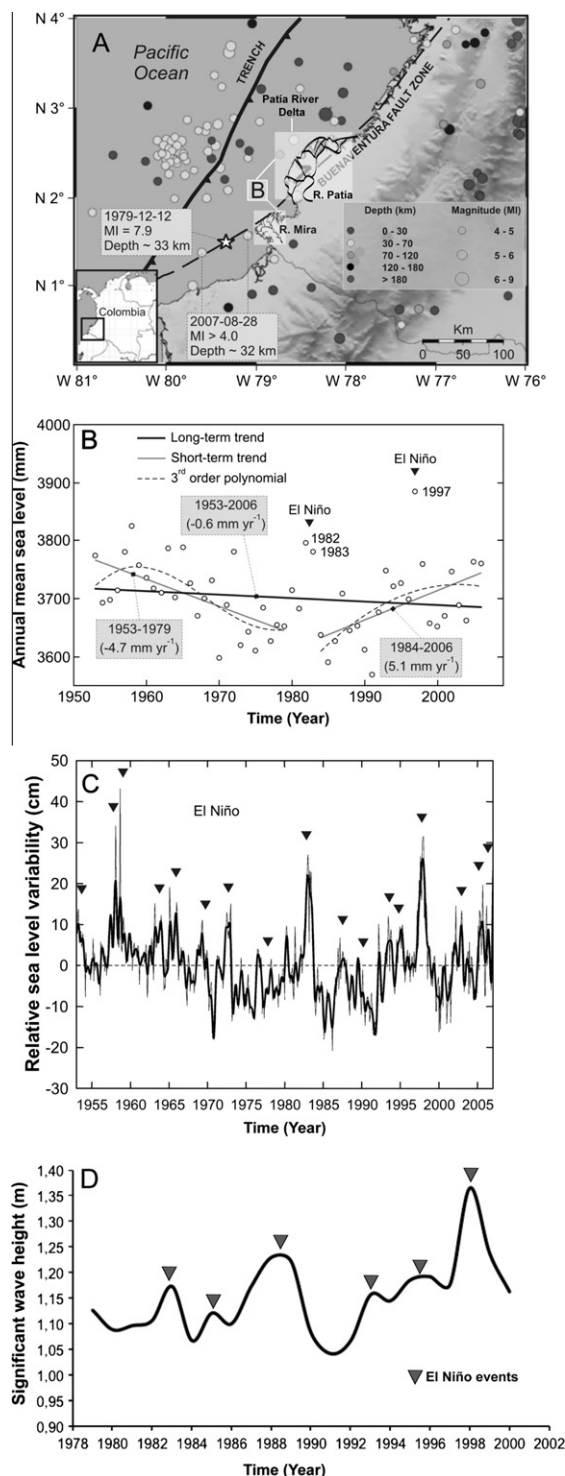 N 4°
A
Pacific
Ocean
TRENCH
N 3°
Patia River
Delta
BUENAVENTURA FAULT ZONE
B
R. Patia
N 2°
1979-12-12
Ml = 7.9
Depth ~ 33 km
R. Mira
Depth (km) Magnitude (Ml)
0 - 30 4 - 5
30 - 70
70 - 120 5 - 6
120 - 180
> 180 6 - 9
N 1°
Colombia
2007-08-28
Ml > 4.0
Depth ~ 32 km
Km
0 50 100
W 81° W 80° W 79° W 78° W 77° W 76°
B
Annual mean sea level (mm)
4000
3900
3800
3700
3600
Long-term trend
Short-term trend
3rd order polynomial
El Niño
1997
El Niño
1982
1983
1953-2006
(-0.6 mm yr-1)
1953-1979
(-4.7 mm yr-1)
1984-2006
(5.1 mm yr-1)
1950 1960 1970 1980 1990 2000
Time (Year)
C
El Niño
Relative sea level variability (cm)
50
40
30
20
10
0
-10
-20
-30
1955 1960 1965 1970 1975 1980 1985 1990 1995 2000 2005
Time (Year)
D
Significant wave height (m)
1,40
1,35
1,30
1,25
1,20
1,15
1,10
1,05
1,00
0,95
0,90
El Niño events
1978 1980 1982 1984 1986 1988 1990 1992 1994 1996 1998 2000 2002
Time (Year)